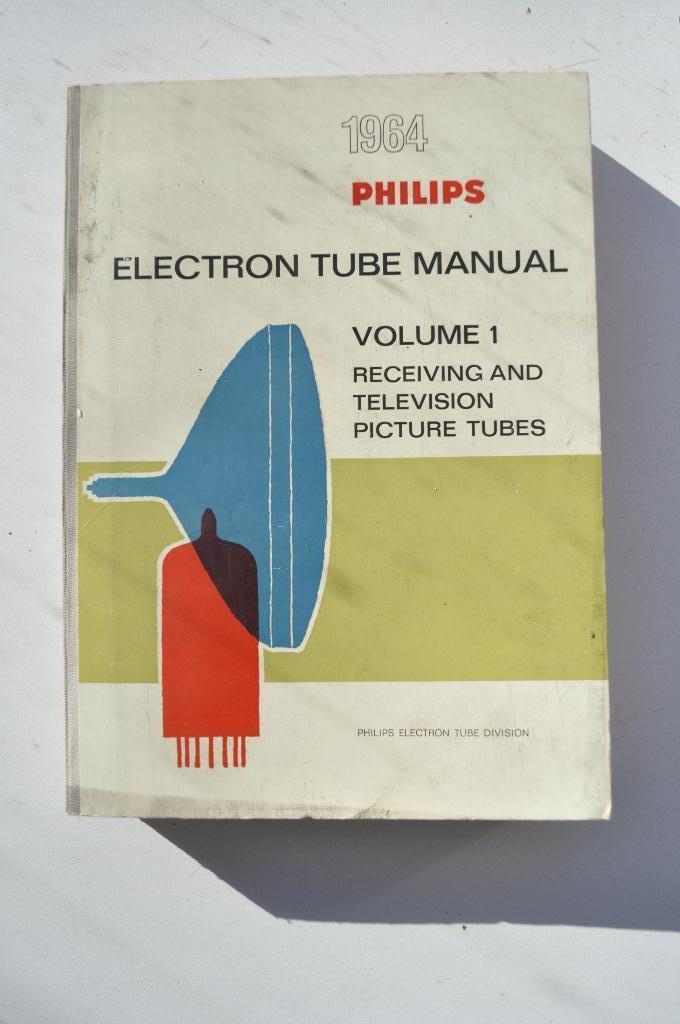 1964
PHILIPS
ELECTRON TUBE MANUAL
VOLUME 1
RECEIVING AND
TELEVISION
PICTURE TUBES
PHILIPS ELECTRON TUBE DIVISION